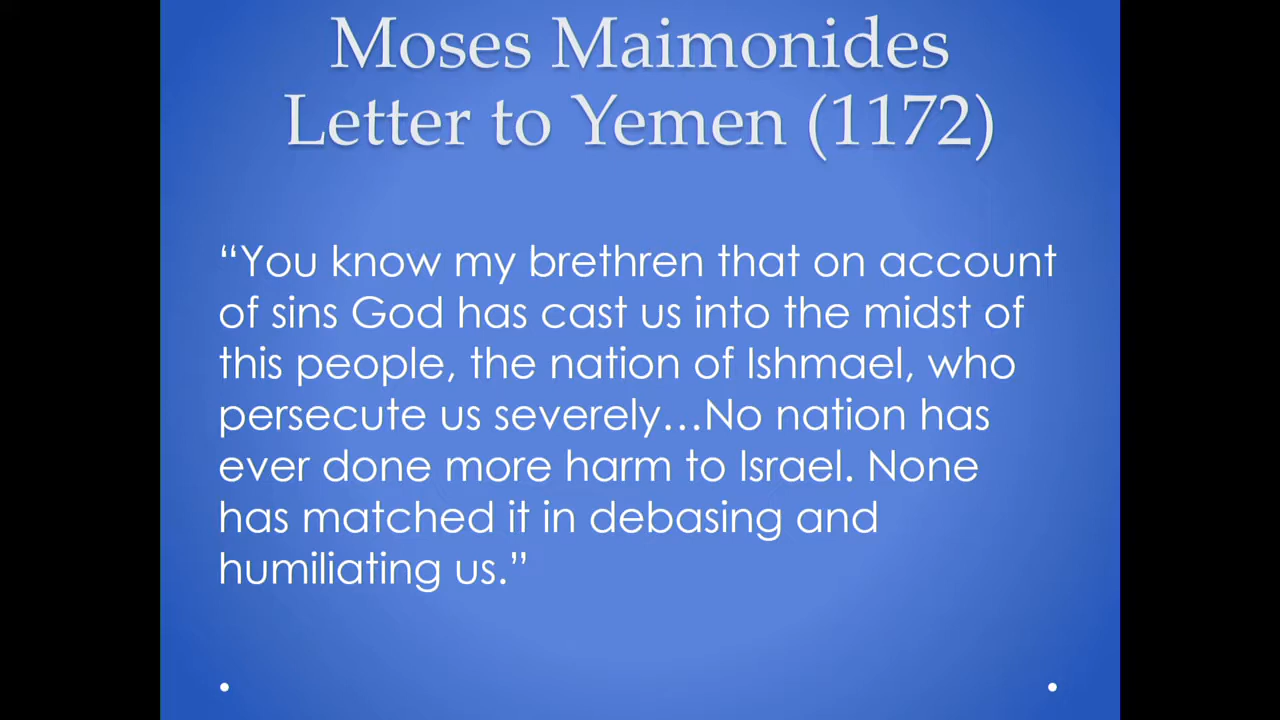 Moses Maimonides
Letter to Yemen (1172)
“You know my brethren that on account
of sins God has cast us into the midst of
this people, the nation of Ishmael, who
persecute us severely…No nation has
ever done more harm to Israel. None
has matched it in debasing and
humiliating us.”